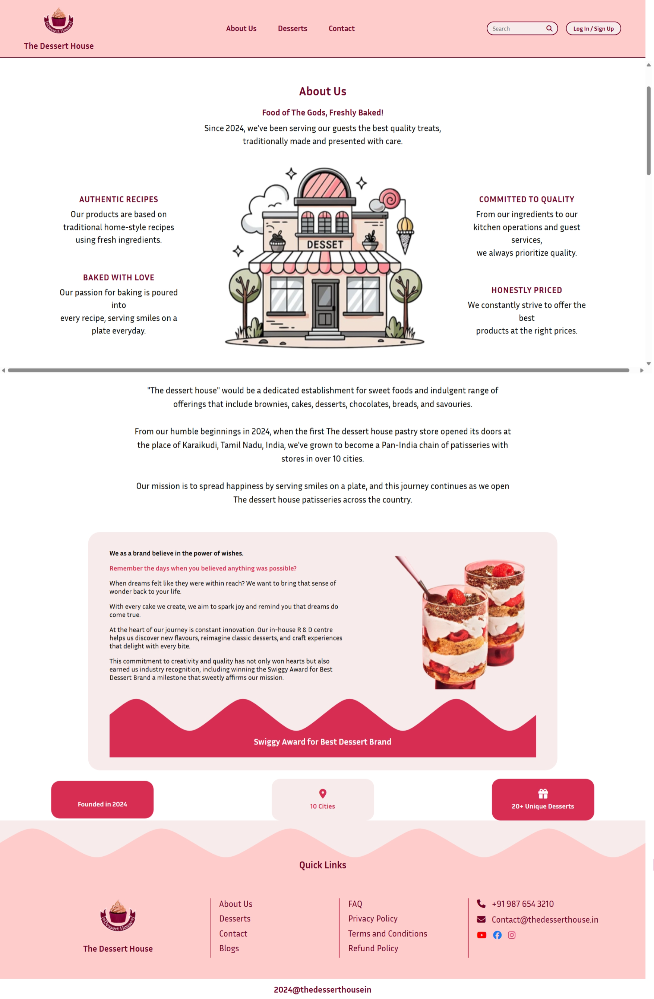 Dessert House
The Dessert House
About Us
Desserts
Contact
Search
Log In / Sign Up
About Us
Food of The Gods, Freshly Baked!
Since 2024, we've been serving our guests the best quality treats,
traditionally made and presented with care.
AUTHENTIC RECIPES
Our products are based on
traditional home-style recipes
using fresh ingredients.
BAKED WITH LOVE
Our passion for baking is poured
into
every recipe, serving smiles on a
plate everyday.
DESSET
COMMITTED TO QUALITY
From our ingredients to our
kitchen operations and guest
services,
we always prioritize quality.
HONESTLY PRICED
We constantly strive to offer the
best
products at the right prices.
"The dessert house" would be a dedicated establishment for sweet foods and indulgent range of
offerings that include brownies, cakes, desserts, chocolates, breads, and savouries.
From our humble beginnings in 2024, when the first The dessert house pastry store opened its doors at
the place of Karaikudi, Tamil Nadu, India, we've grown to become a Pan-India chain of patisseries with
stores in over 10 cities.
Our mission is to spread happiness by serving smiles on a plate, and this journey continues as we open
The dessert house patisseries across the country.
We as a brand believe in the power of wishes.
Remember the days when you believed anything was possible?
When dreams felt like they were within reach? We want to bring that sense of
wonder back to your life.
With every cake we create, we aim to spark joy and remind you that dreams do
come true.
At the heart of our journey is constant innovation. Our in-house R & D centre
helps us discover new flavours, reimagine classic desserts, and craft experiences
that delight with every bite.
This commitment to creativity and quality has not only won hearts but also
earned us industry recognition, including winning the Swiggy Award for Best
Dessert Brand a milestone that sweetly affirms our mission.
Swiggy Award for Best Dessert Brand
Founded in 2024
10 Cities
20+ Unique Desserts
Quick Links
Dessert House
The Dessert House
About Us
Desserts
Contact
Blogs
FAQ
Privacy Policy
Terms and Conditions
Refund Policy
+91 987 654 3210
Contact@thedesserthouse.in
2024@thedesserthousein